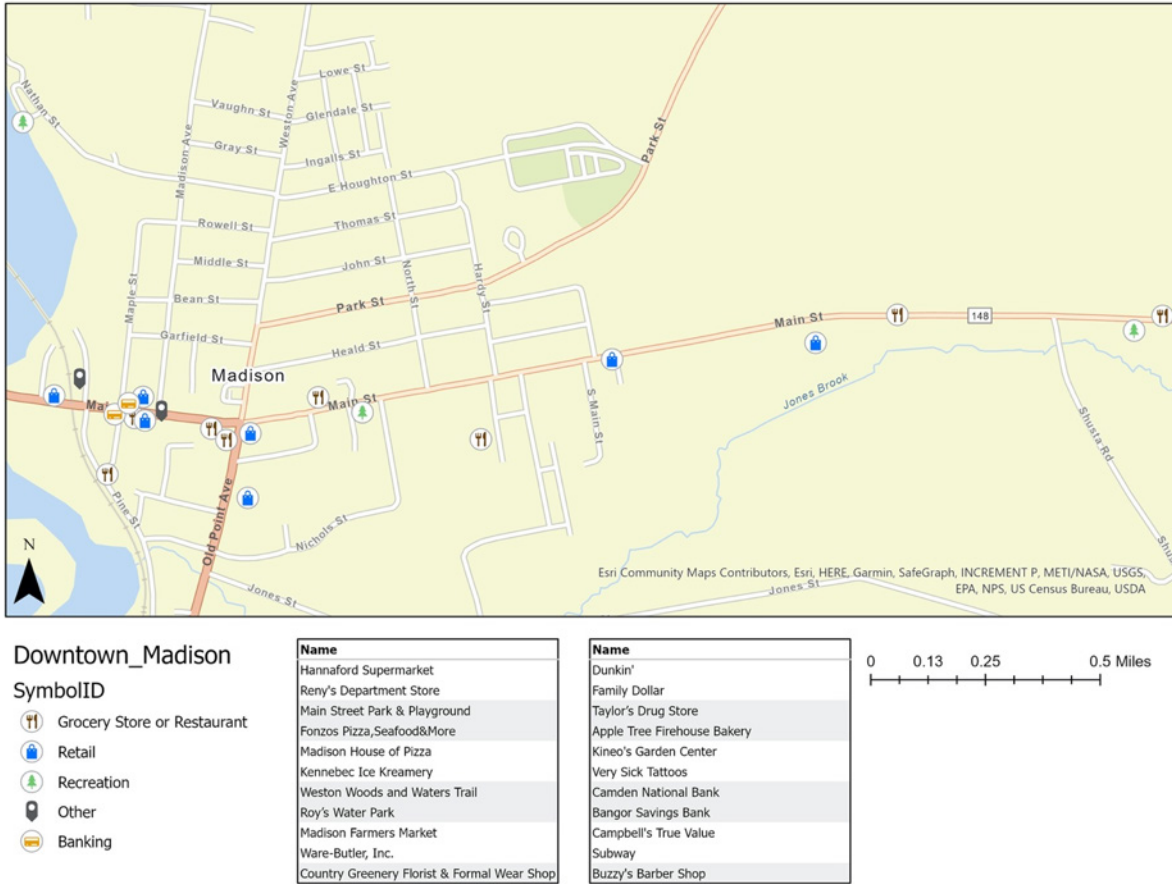 Lowe St
Nathan St
Vaughn St
Glendale St
Weston Ave
Madison Ave
Gray St
Ingalls St
Park St
E Houghton St
Rowell St
Thomas St
Middle St
John St
North St
Hardy St
Maple St
Bean St
Park St
Main St
148
Garfield St
Heald St
Madison
Jones Brook
Main St
S Main St
Shusta Rd
Pine St
Old Point Ave
Nichols St
N
Jones St
Jones St
Esri Community Maps Contributors, Esri, HERE, Garmin, SafeGraph, INCREMENT P, METI/NASA, USGS,
EPA, NPS, US Census Bureau, USDA
Downtown_Madison
SymbolID
Grocery Store or Restaurant
Retail
Recreation
Other
Banking
Name
Hannaford Supermarket
Reny's Department Store
Main Street Park & Playground
Fonzos Pizza,Seafood&More
Madison House of Pizza
Kennebec Ice Kreamery
Weston Woods and Waters Trail
Roy's Water Park
Madison Farmers Market
Ware-Butler, Inc.
Country Greenery Florist & Formal Wear Shop
Name
Dunkin'
Family Dollar
Taylor's Drug Store
Apple Tree Firehouse Bakery
Kineo's Garden Center
Very Sick Tattoos
Camden National Bank
Bangor Savings Bank
Campbell's True Value
Subway
Buzzy's Barber Shop
0 0.13 0.25 0.5 Miles